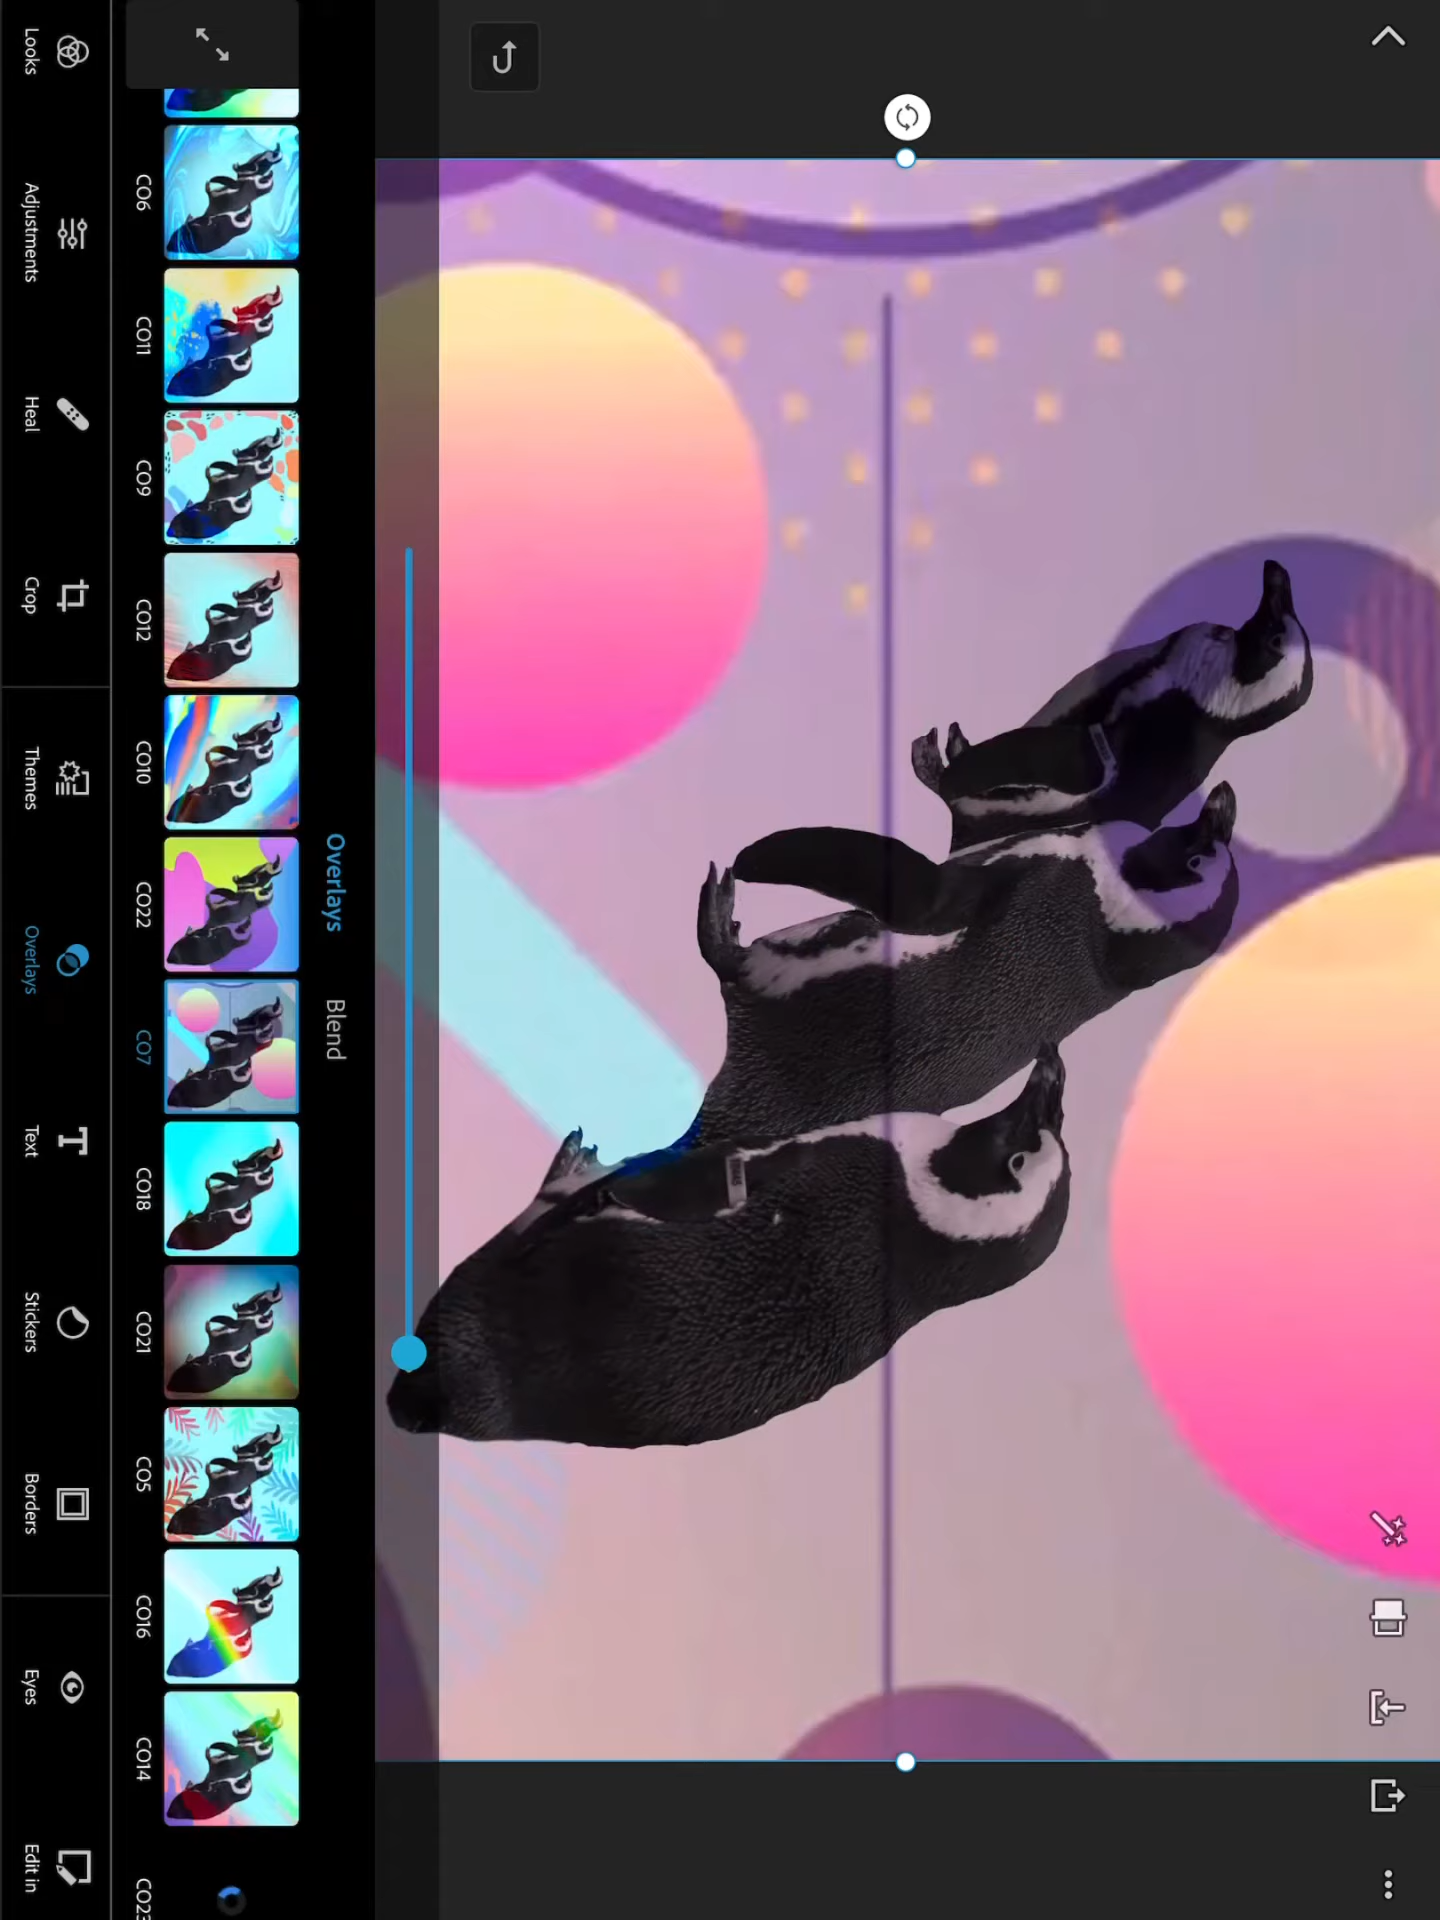 Overlays
Blend
CO6
CO11
CO9
CO12
CO10
CO22
CO7
CO18
CO21
CO5
CO16
CO14
CO23
Looks
Adjustments
Heal
Crop
Themes
Overlays
Text
Stickers
Borders
Eyes
Edit in